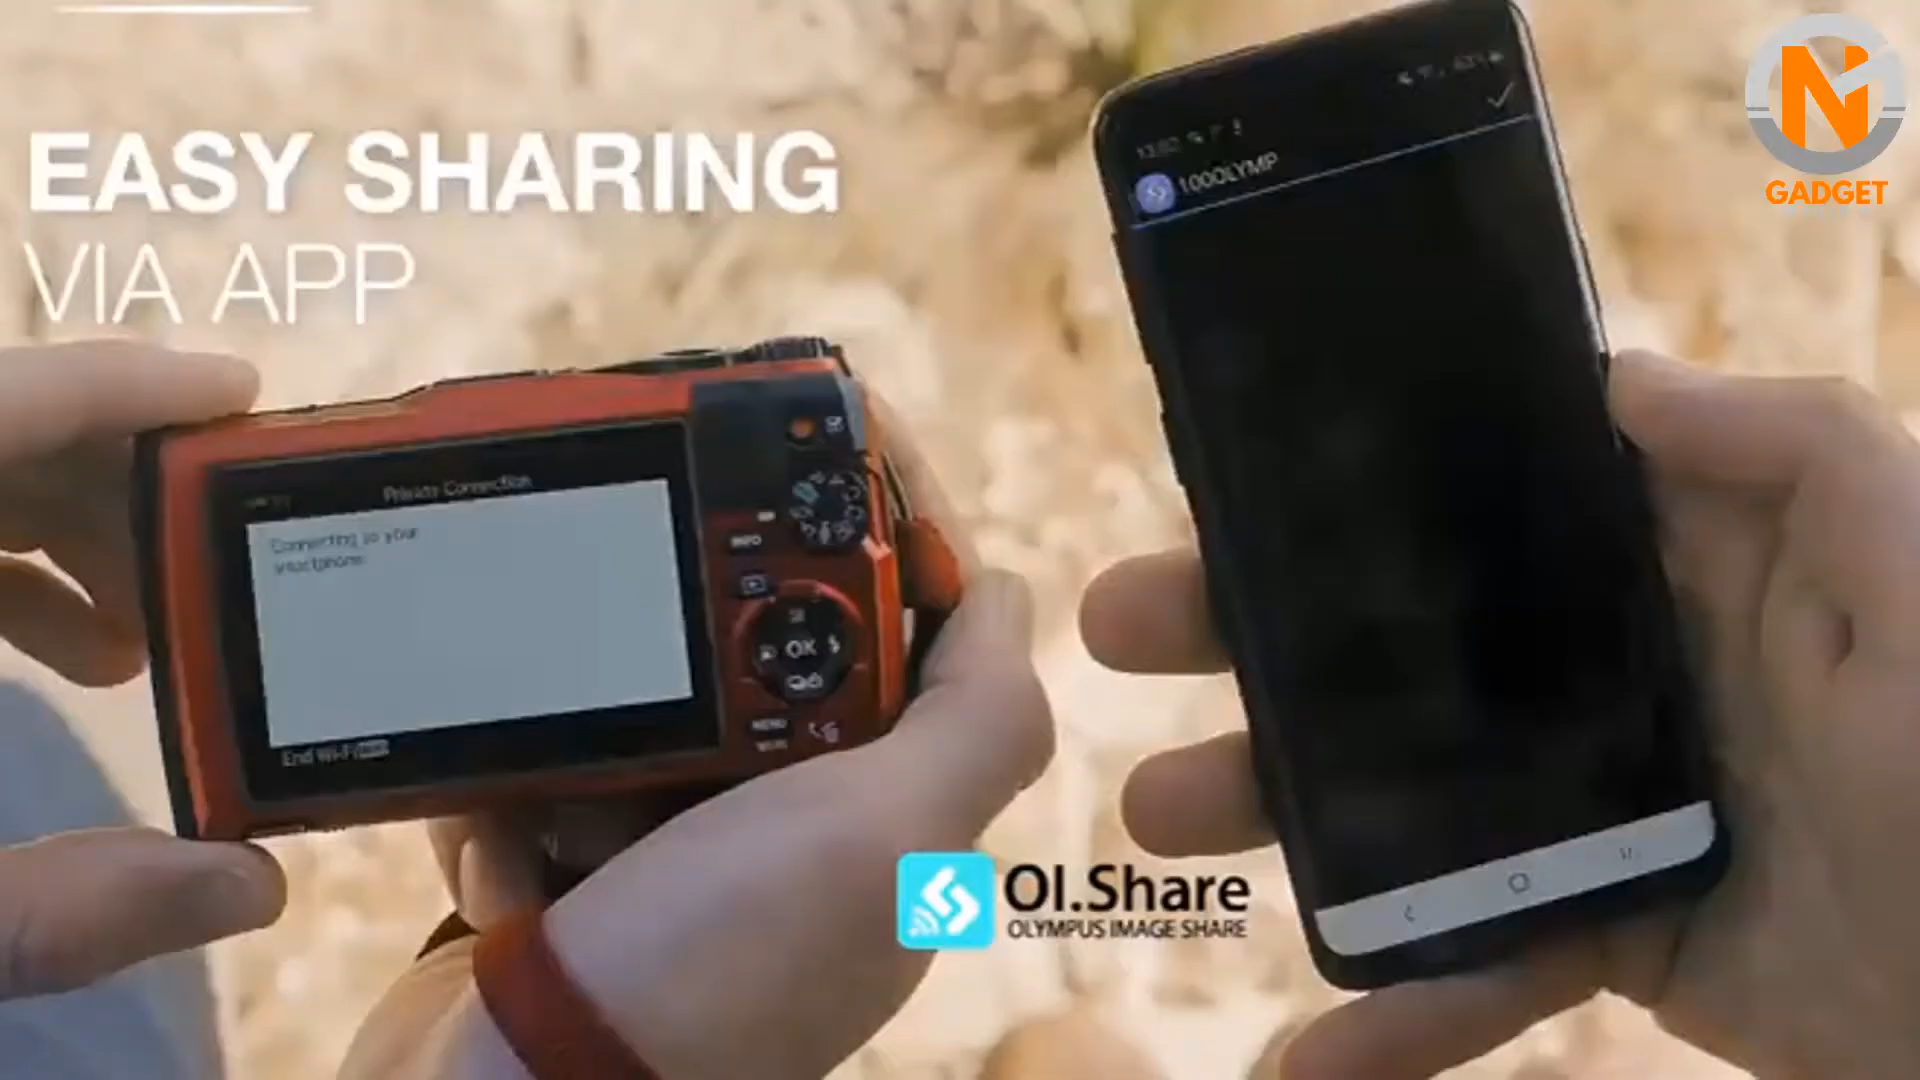 EASY SHARING
VIA APP
N
GADGET
100OLYMP
Private Connection
Connecting to your
smartphone.
End Wi-Fi
INFO
OK
MENU
OI.Share
OLYMPUS IMAGE SHARE